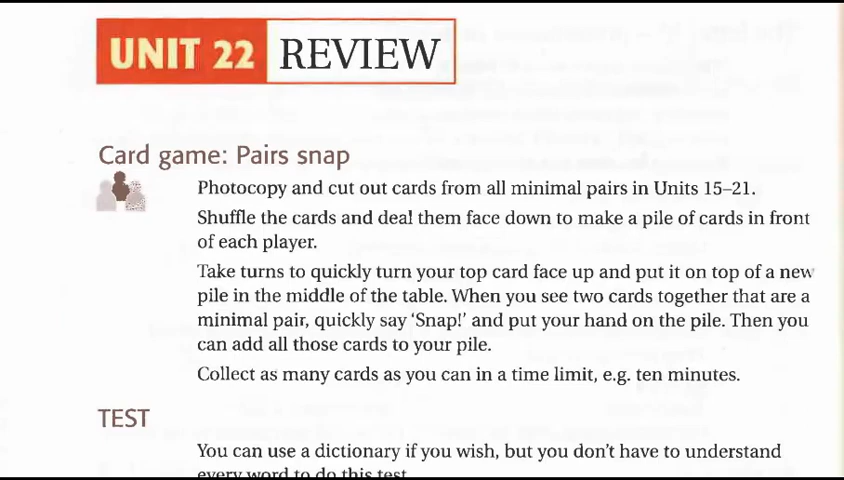 UNIT 22 REVIEW
Card game: Pairs snap
Photocopy and cut out cards from all minimal pairs in Units 15–21.
Shuffle the cards and deal them face down to make a pile of cards in front
of each player.
Take turns to quickly turn your top card face up and put it on top of a new
pile in the middle of the table. When you see two cards together that are a
minimal pair, quickly say ‘Snap!’ and put your hand on the pile. Then you
can add all those cards to your pile.
Collect as many cards as you can in a time limit, e.g. ten minutes.
TEST
You can use a dictionary if you wish, but you don’t have to understand
every word to do this test.